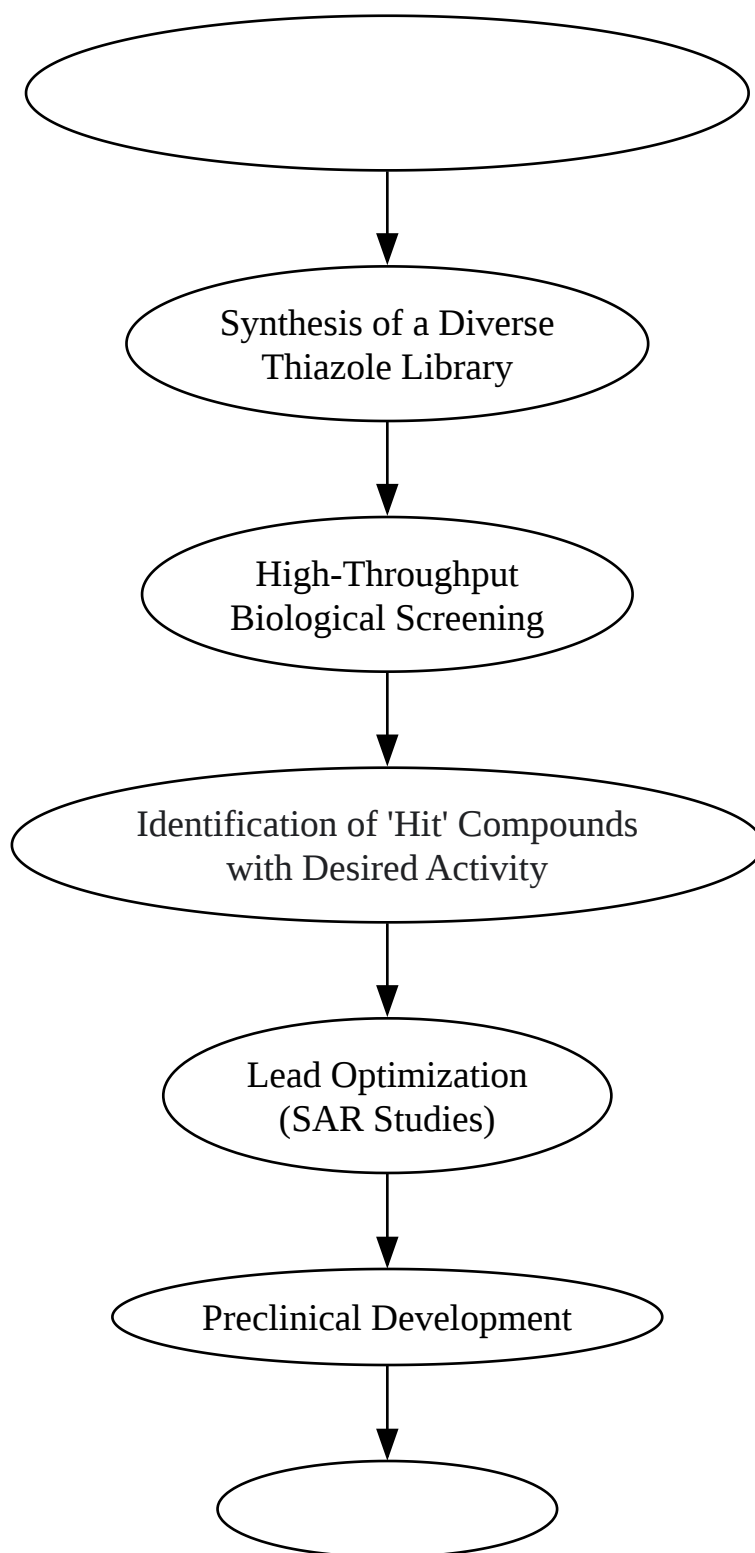 Synthesis of a Diverse
Thiazole Library
High-Throughput
Biological Screening
Identification of 'Hit' Compounds
with Desired Activity
Lead Optimization
(SAR Studies)
Preclinical Development